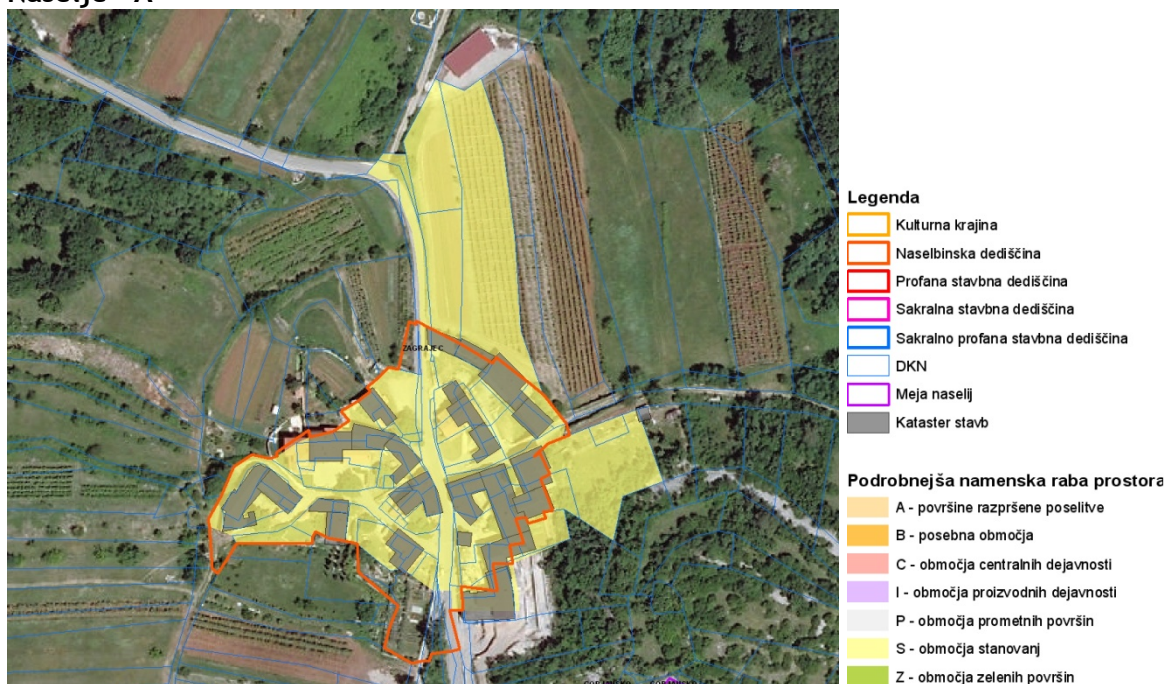 Naselje - A
ZAGRAJEC
Legenda
Kulturna krajina
Naselbinska dediščina
Profana stavbna dediščina
Sakralna stavbna dediščina
Sakralno profana stavbna dediščina
DKN
Meja naselij
Kataster stavb
Podrobnejša namenska raba prostora
A - površine razpršene poselitve
B - posebna območja
C - območja centralnih dejavnosti
I - območja proizvodnih dejavnosti
P - območja prometnih površin
S - območja stanovanj
Z - območja zelenih površin